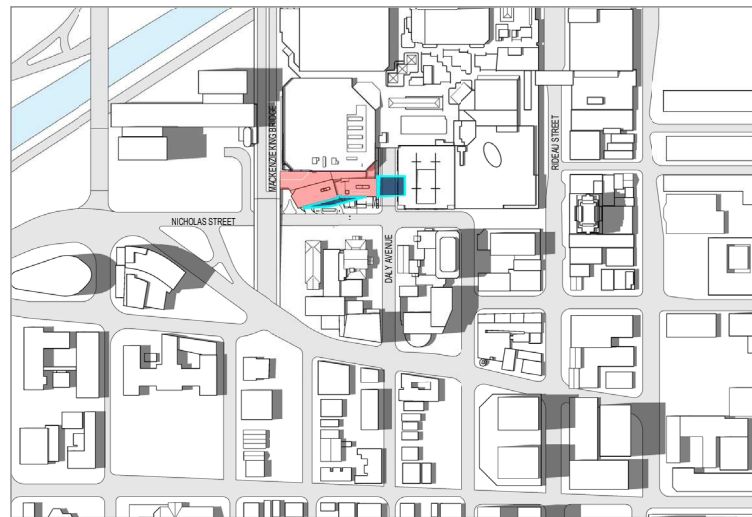 MACKENZIE KING BRIDGE
RIDEAU STREET
NICHOLAS STREET
DALY AVENUE